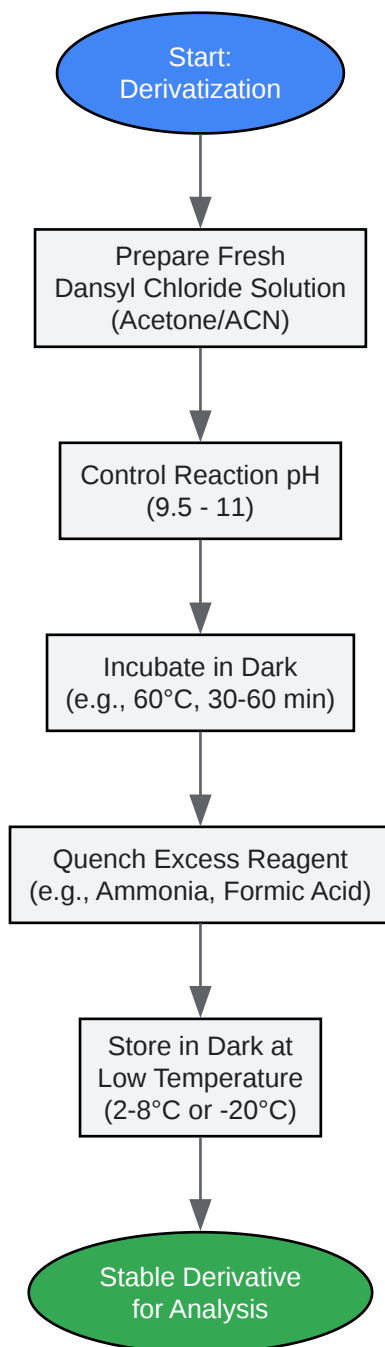 Start:
Derivatization
Prepare Fresh
Dansyl Chloride Solution
(Acetone/ACN)
Control Reaction pH
(9.5 - 11)
Incubate in Dark
(e.g., 60°C, 30-60 min)
Quench Excess Reagent
(e.g., Ammonia, Formic Acid)
Store in Dark at
Low Temperature
(2-8°C or -20°C)
Stable Derivative
for Analysis